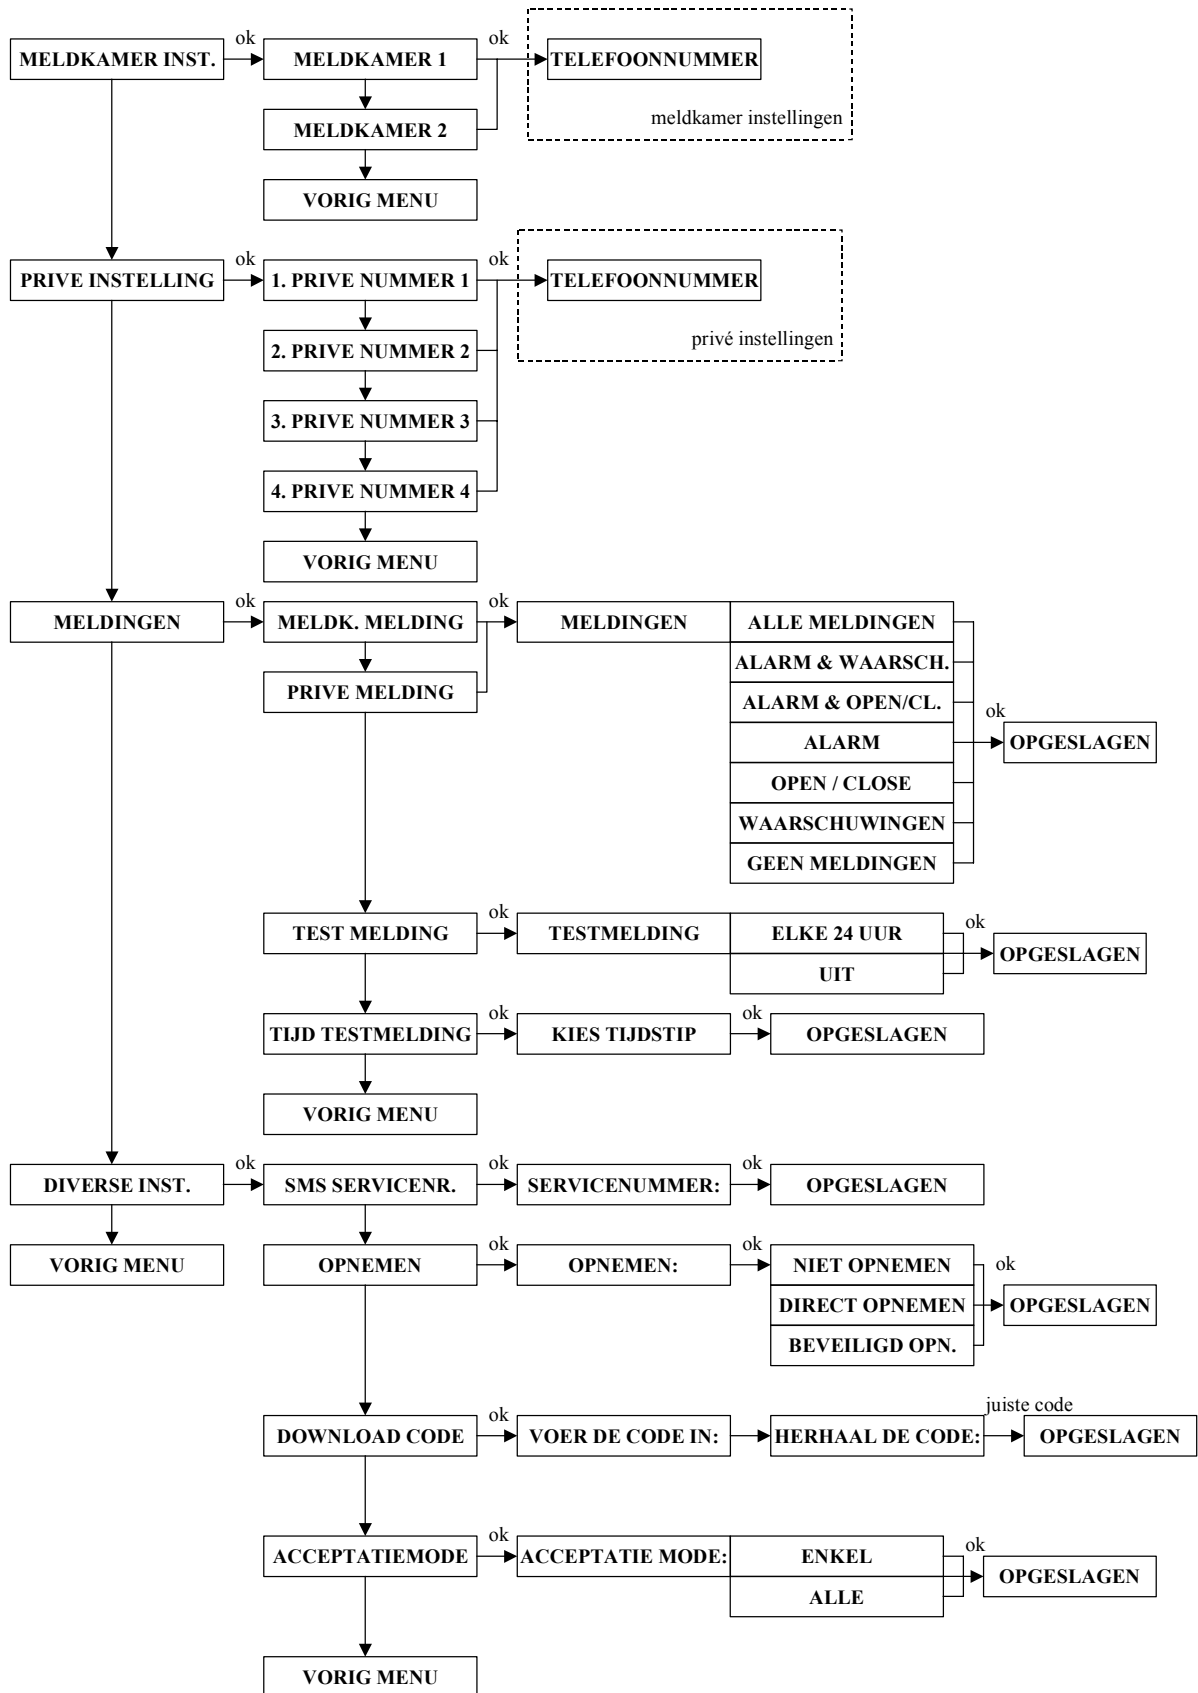 ok
ok
MELDKAMER INST.
MELDKAMER 1
TELEFOONNUMMER
meldkamer instellingen
MELDKAMER 2
VORIG MENU
ok
ok
PRIVE INSTELLING
1. PRIVE NUMMER 1
TELEFOONNUMMER
privé instellingen
2. PRIVE NUMMER 2
3. PRIVE NUMMER 3
4. PRIVE NUMMER 4
VORIG MENU
ok
ok
MELDINGEN
MELDK. MELDING
MELDINGEN
ALLE MELDINGEN
ALARM & WAARSCH.
PRIVE MELDING
ALARM & OPEN/CL.
ok
ALARM
OPGESLAGEN
OPEN / CLOSE
WAARSCHUWINGEN
GEEN MELDINGEN
ok
ok
TEST MELDING
TESTMELDING
ELKE 24 UUR
OPGESLAGEN
UIT
ok
ok
TIJD TESTMELDING
KIES TIJDSTIP
OPGESLAGEN
VORIG MENU
ok
ok
ok
DIVERSE INST.
SMS SERVICENR.
SERVICENUMMER:
OPGESLAGEN
ok
ok
VORIG MENU
OPNEMEN
OPNEMEN:
NIET OPNEMEN
ok
DIRECT OPNEMEN
OPGESLAGEN
BEVEILIGD OPN.
ok
juiste code
DOWNLOAD CODE
VOER DE CODE IN:
HERHAAL DE CODE:
OPGESLAGEN
ok
ok
ACCEPTATIEMODE
ACCEPTATIE MODE:
ENKEL
OPGESLAGEN
ALLE
VORIG MENU